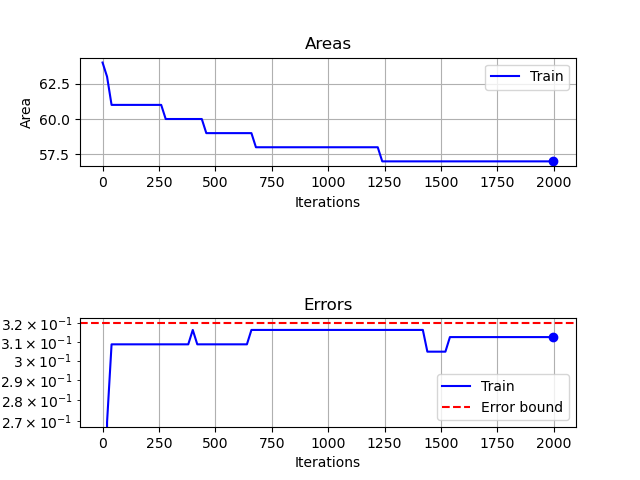 Areas
Train
62.5
60.0
57.5
Area
0 250 500 750 1000 1250 1500 1750 2000
Iterations
Errors
3.2 × 10⁻¹
3.1 × 10⁻¹
3 × 10⁻¹
2.9 × 10⁻¹
2.8 × 10⁻¹
2.7 × 10⁻¹
Train
Error bound
0 250 500 750 1000 1250 1500 1750 2000
Iterations